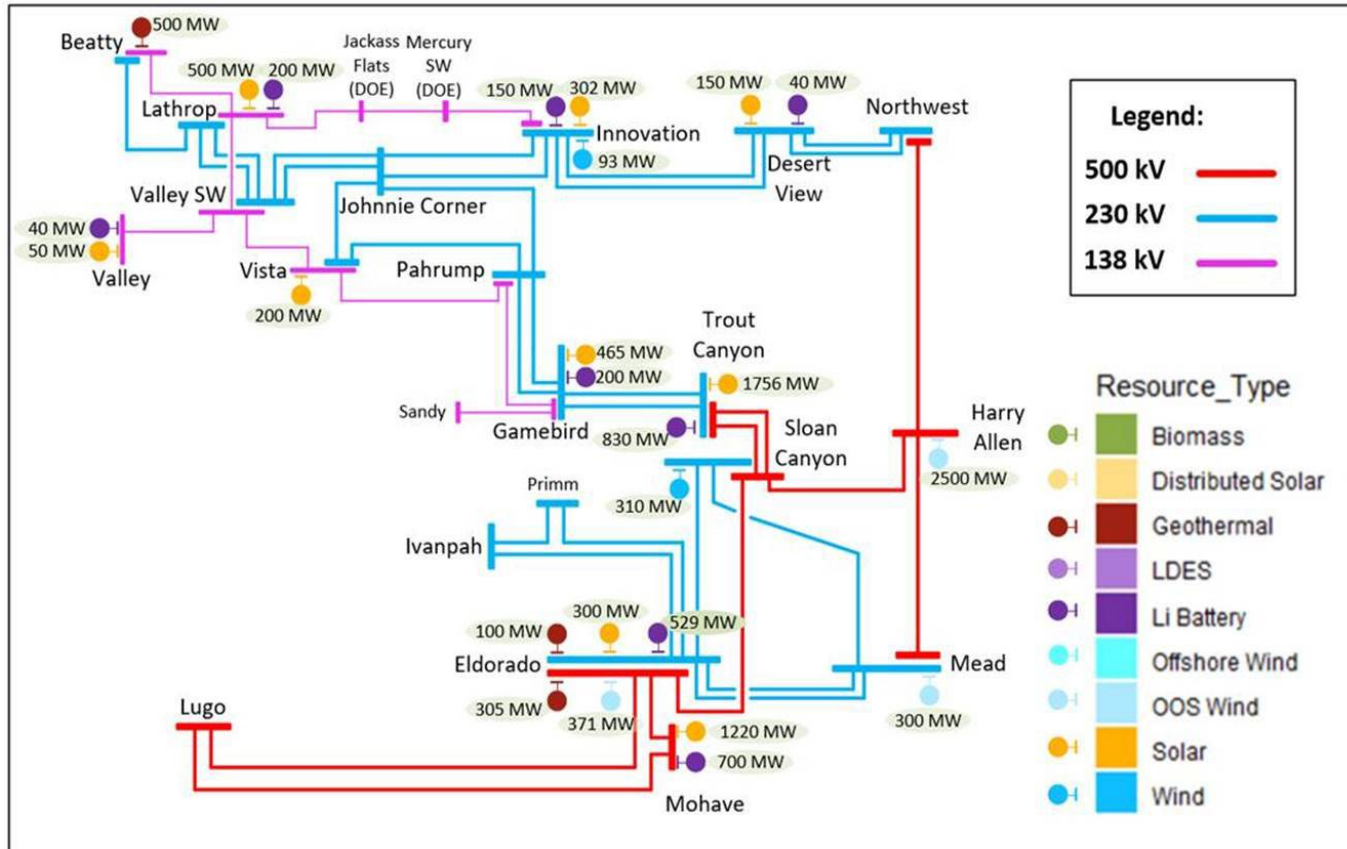 500 MW
Beatty
Jackass
Flats
(DOE)
Mercury
SW
(DOE)
500 MW
200 MW
Lathrop
150 MW
302 MW
Innovation
93 MW
150 MW
40 MW
Northwest
Desert
View
Valley SW
Johnnie Corner
40 MW
50 MW
Valley
Vista
200 MW
Pahrump
Trout
Canyon
465 MW
200 MW
1756 MW
Sandy
Gamebird
830 MW
Sloan
Canyon
Harry
Allen
2500 MW
310 MW
Primm
Ivanpah
100 MW
300 MW
529 MW
Eldorado
305 MW
371 MW
Mead
300 MW
Lugo
1220 MW
700 MW
Mohave
Legend:
500 kV
230 kV
138 kV
Resource_Type
Biomass
Distributed Solar
Geothermal
LDES
Li Battery
Offshore Wind
OOS Wind
Solar
Wind